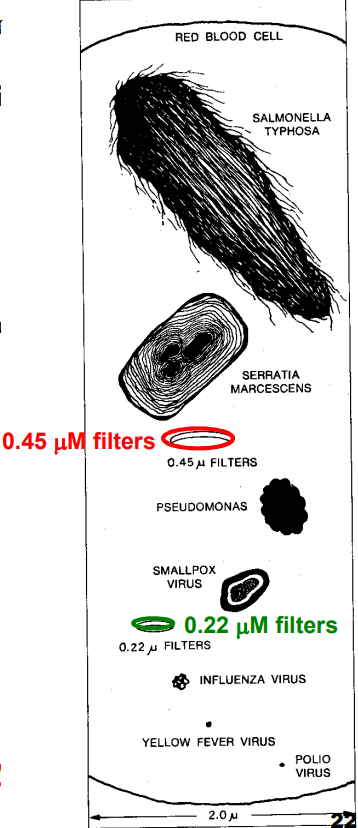 RED BLOOD CELL
SALMONELLA
TYPHOSA
SERRATIA
MARCESCENS
0.45 μM filters
0.45 μ FILTERS
PSEUDOMONAS
SMALLPOX
VIRUS
0.22 μM filters
0.22 μ FILTERS
INFLUENZA VIRUS
YELLOW FEVER VIRUS
POLIO
VIRUS
2.0 μ
22